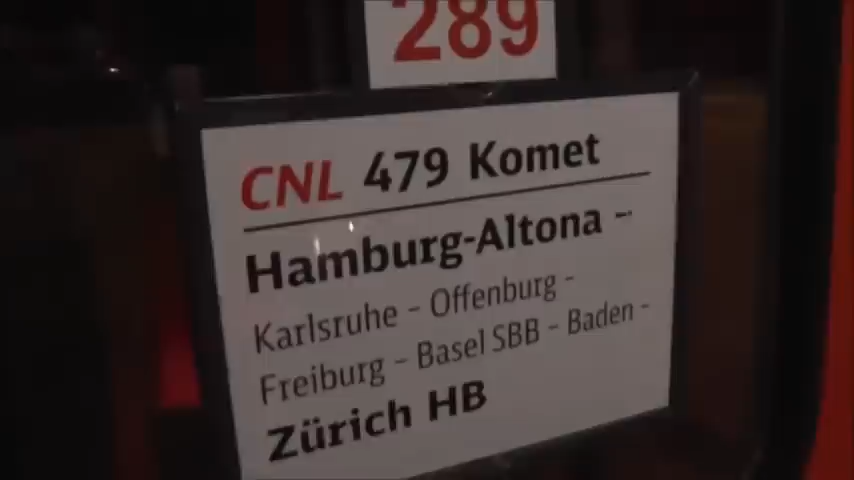 289
CNL 479 Komet
Hamburg-Altona -
Karlsruhe - Offenburg -
Freiburg - Basel SBB - Baden -
Zürich HB